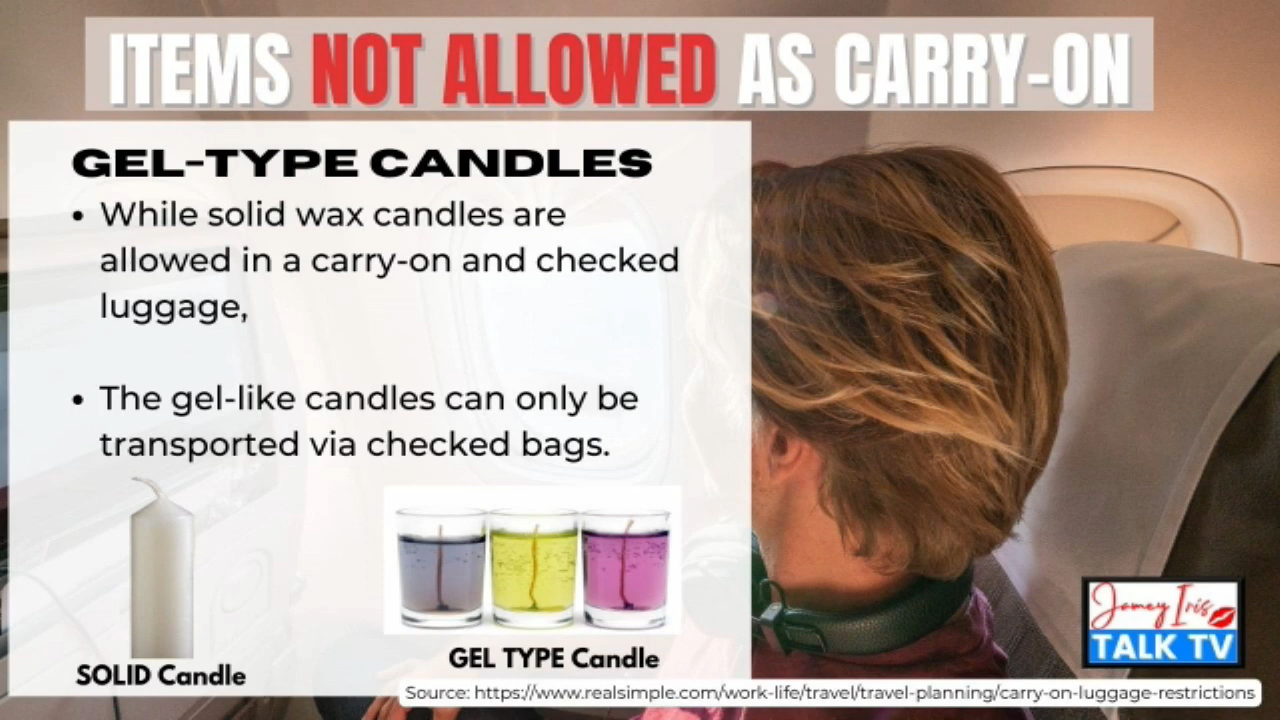 ITEMS NOT ALLOWED AS CARRY-ON
GEL-TYPE CANDLES
• While solid wax candles are
allowed in a carry-on and checked
luggage,
• The gel-like candles can only be
transported via checked bags.
SOLID Candle
GEL TYPE Candle
Jamey Iris
TALK TV
Source: https://www.realsimple.com/work-life/travel/travel-planning/carry-on-luggage-restrictions